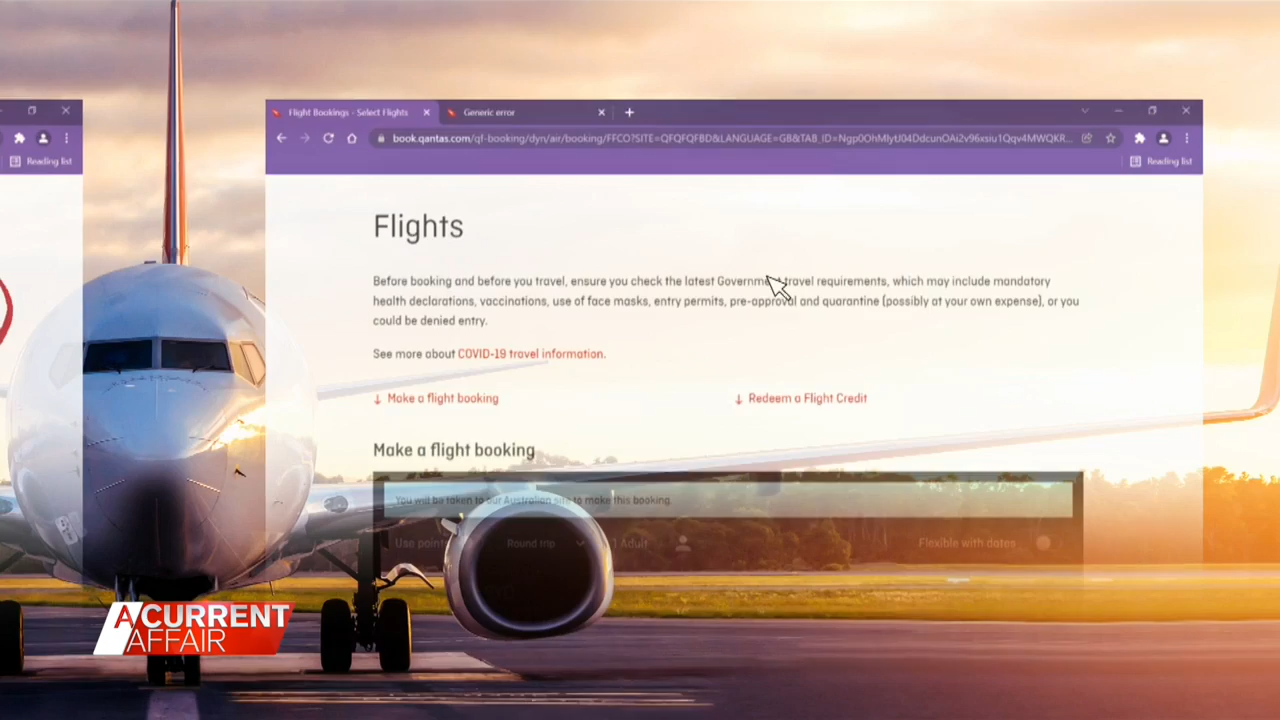 Flight Bookings - Select Flights
Generic error
Reading list
book.qantas.com/qf-booking/dyn/air/booking/FFCO?SITE=QFQFQFBD&LANGUAGE=GB&TAB_ID=
Reading list
Flights
Before booking and before you travel, ensure you check the latest Government travel requirements, which may include mandatory
health declarations, vaccinations, use of face masks, entry permits, pre-approval and quarantine (possibly at your own expense), or you
could be denied entry.
See more about COVID-19 travel information.
Make a flight booking
Redeem a Flight Credit
Make a flight booking
You will be taken to our Australian site to make this booking.
Use points
Round trip
1 Adult
Flexible with dates
A CURRENT
AFFAIR